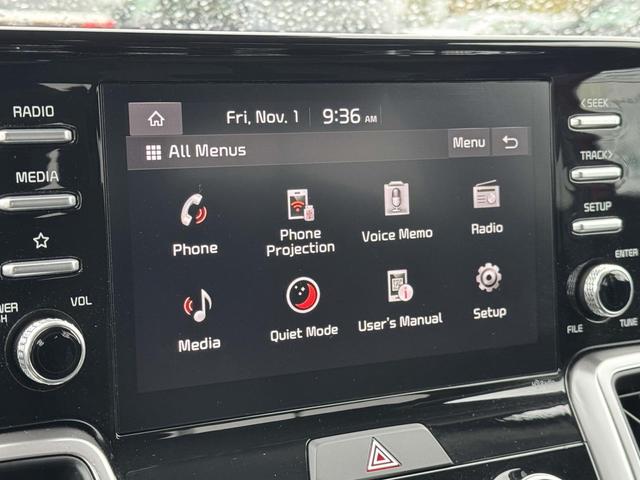 RADIO
MEDIA
VOL
Fri, Nov. 1
9:36 AM
All Menus
Menu
Phone
Phone
Projection
Voice Memo
Radio
Media
Quiet Mode
User's Manual
Setup
<SEEK
TRACK>
SETUP
ENTER
FILE
TUNE